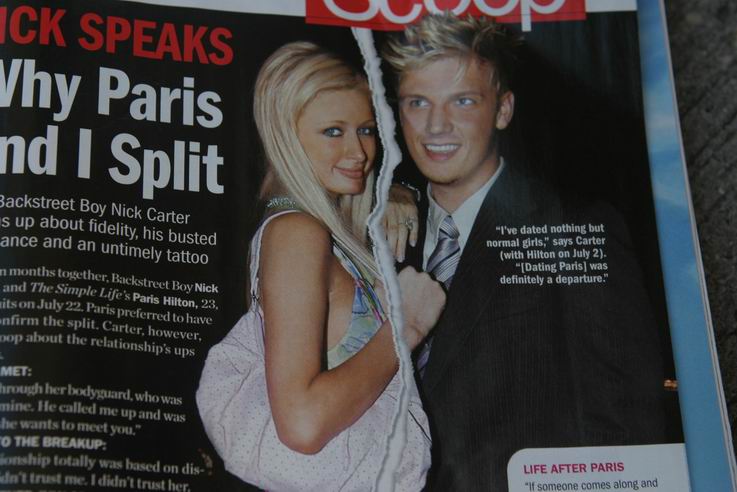 Scoop
ICK SPEAKS
Why Paris
nd I Split
Backstreet Boy Nick Carter
s up about fidelity, his busted
ance and an untimely tattoo
n months together, Backstreet Boy Nick
and The Simple Life's Paris Hilton, 23,
its on July 22. Paris preferred to have
nfirm the split. Carter, however,
oop about the relationship's ups
MET:
hrough her bodyguard, who was
mine. He called me up and was
she wants to meet you."
O THE BREAKUP:
ionship totally was based on dis-
dn't trust me. I didn't trust her.
"I've dated nothing but
normal girls," says Carter
(with Hilton on July 2).
"[Dating Paris] was
definitely a departure."
LIFE AFTER PARIS
"If someone comes along and